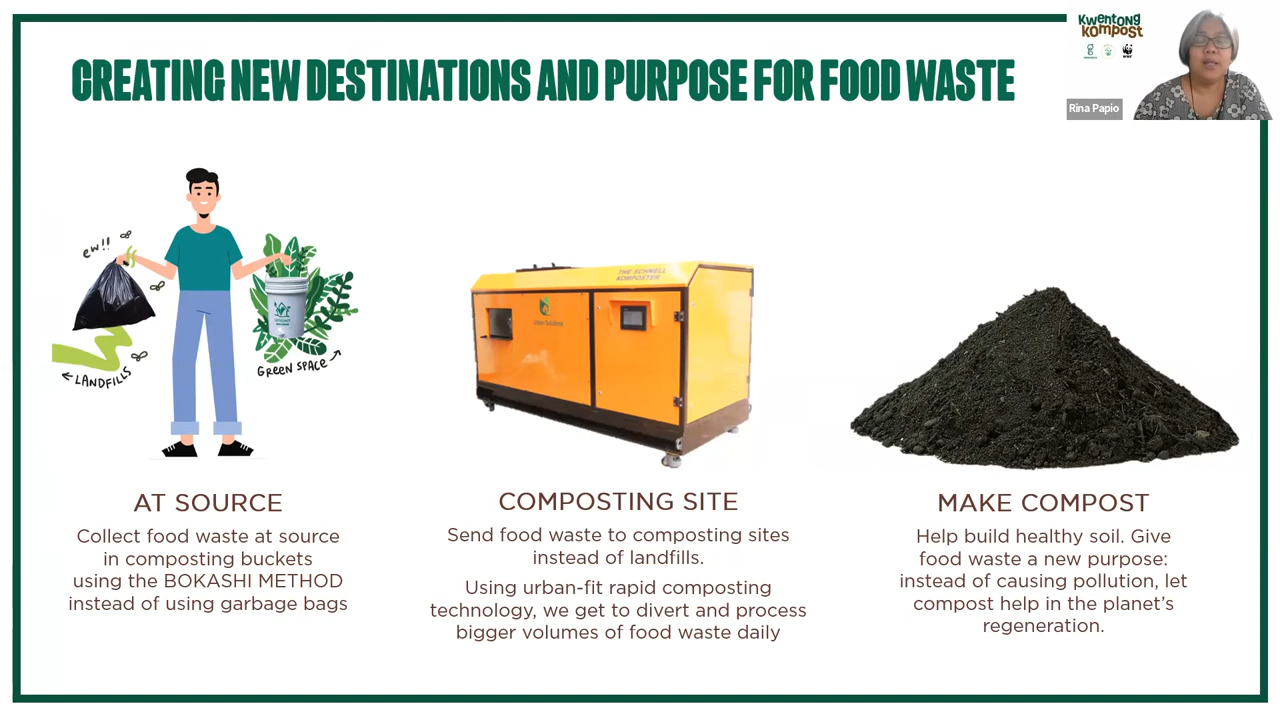 Kwentong
Kompost
WWF
Rina Papio
CREATING NEW DESTINATIONS AND PURPOSE FOR FOOD WASTE
ew!!
← LANDFILLS
GREEN SPACE →
THE SCHNELL
KOMPOSTER
AT SOURCE
Collect food waste at source
in composting buckets
using the BOKASHI METHOD
instead of using garbage bags
COMPOSTING SITE
Send food waste to composting sites
instead of landfills.
Using urban-fit rapid composting
technology, we get to divert and process
bigger volumes of food waste daily
MAKE COMPOST
Help build healthy soil. Give
food waste a new purpose:
instead of causing pollution, let
compost help in the planet’s
regeneration.